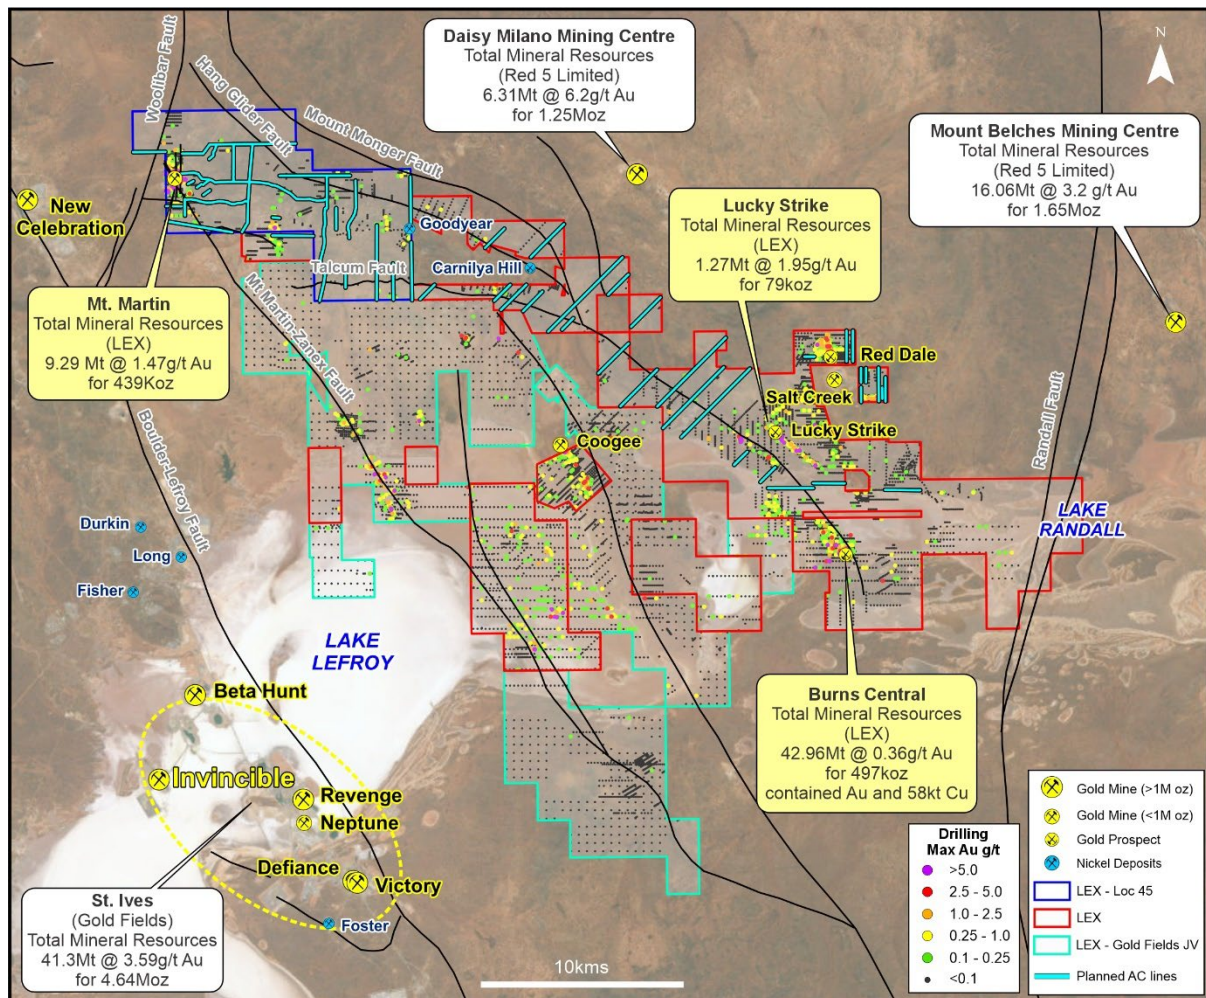 Daisy Milano Mining Centre
Total Mineral Resources
(Red 5 Limited)
6.31Mt @ 6.2g/t Au
for 1.25Moz
N
Mount Belches Mining Centre
Total Mineral Resources
(Red 5 Limited)
16.06Mt @ 3.2 g/t Au
for 1.65Moz
Woolibar Fault
Hang Glider Fault
Mount Monger Fault
New
Celebration
Goodyear
Talcum Fault
Carnilya Hill
Lucky Strike
Total Mineral Resources
(LEX)
1.27Mt @ 1.95g/t Au
for 79koz
Mt. Martin
Total Mineral Resources
(LEX)
9.29 Mt @ 1.47g/t Au
for 439Koz
Mt Martin-Zanex Fault
Red Dale
Salt Creek
Lucky Strike
Coogee
Randall Fault
Boulder-Lefroy Fault
Durkin
Long
Fisher
LAKE
RANDALL
LAKE
LEFROY
Beta Hunt
Invincible
Revenge
Neptune
Defiance
Victory
Foster
Burns Central
Total Mineral Resources
(LEX)
42.96Mt @ 0.36g/t Au
for 497koz
contained Au and 58kt Cu
St. Ives
(Gold Fields)
Total Mineral Resources
41.3Mt @ 3.59g/t Au
for 4.64Moz
10kms
Drilling
Max Au g/t
>5.0
2.5 - 5.0
1.0 - 2.5
0.25 - 1.0
0.1 - 0.25
<0.1
Gold Mine (>1M oz)
Gold Mine (<1M oz)
Gold Prospect
Nickel Deposits
LEX - Loc 45
LEX
LEX - Gold Fields JV
Planned AC lines